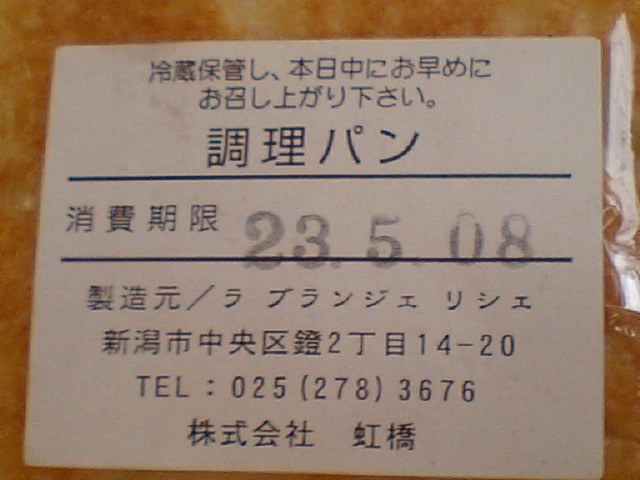 冷蔵保管し、本日中にお早めに
お召し上がり下さい。
調理パン
消費期限 23.5.08
製造元/ラ ブランジェ リシェ
新潟市中央区鐙2丁目14-20
TEL:025(278)3676
株式会社 虹橋